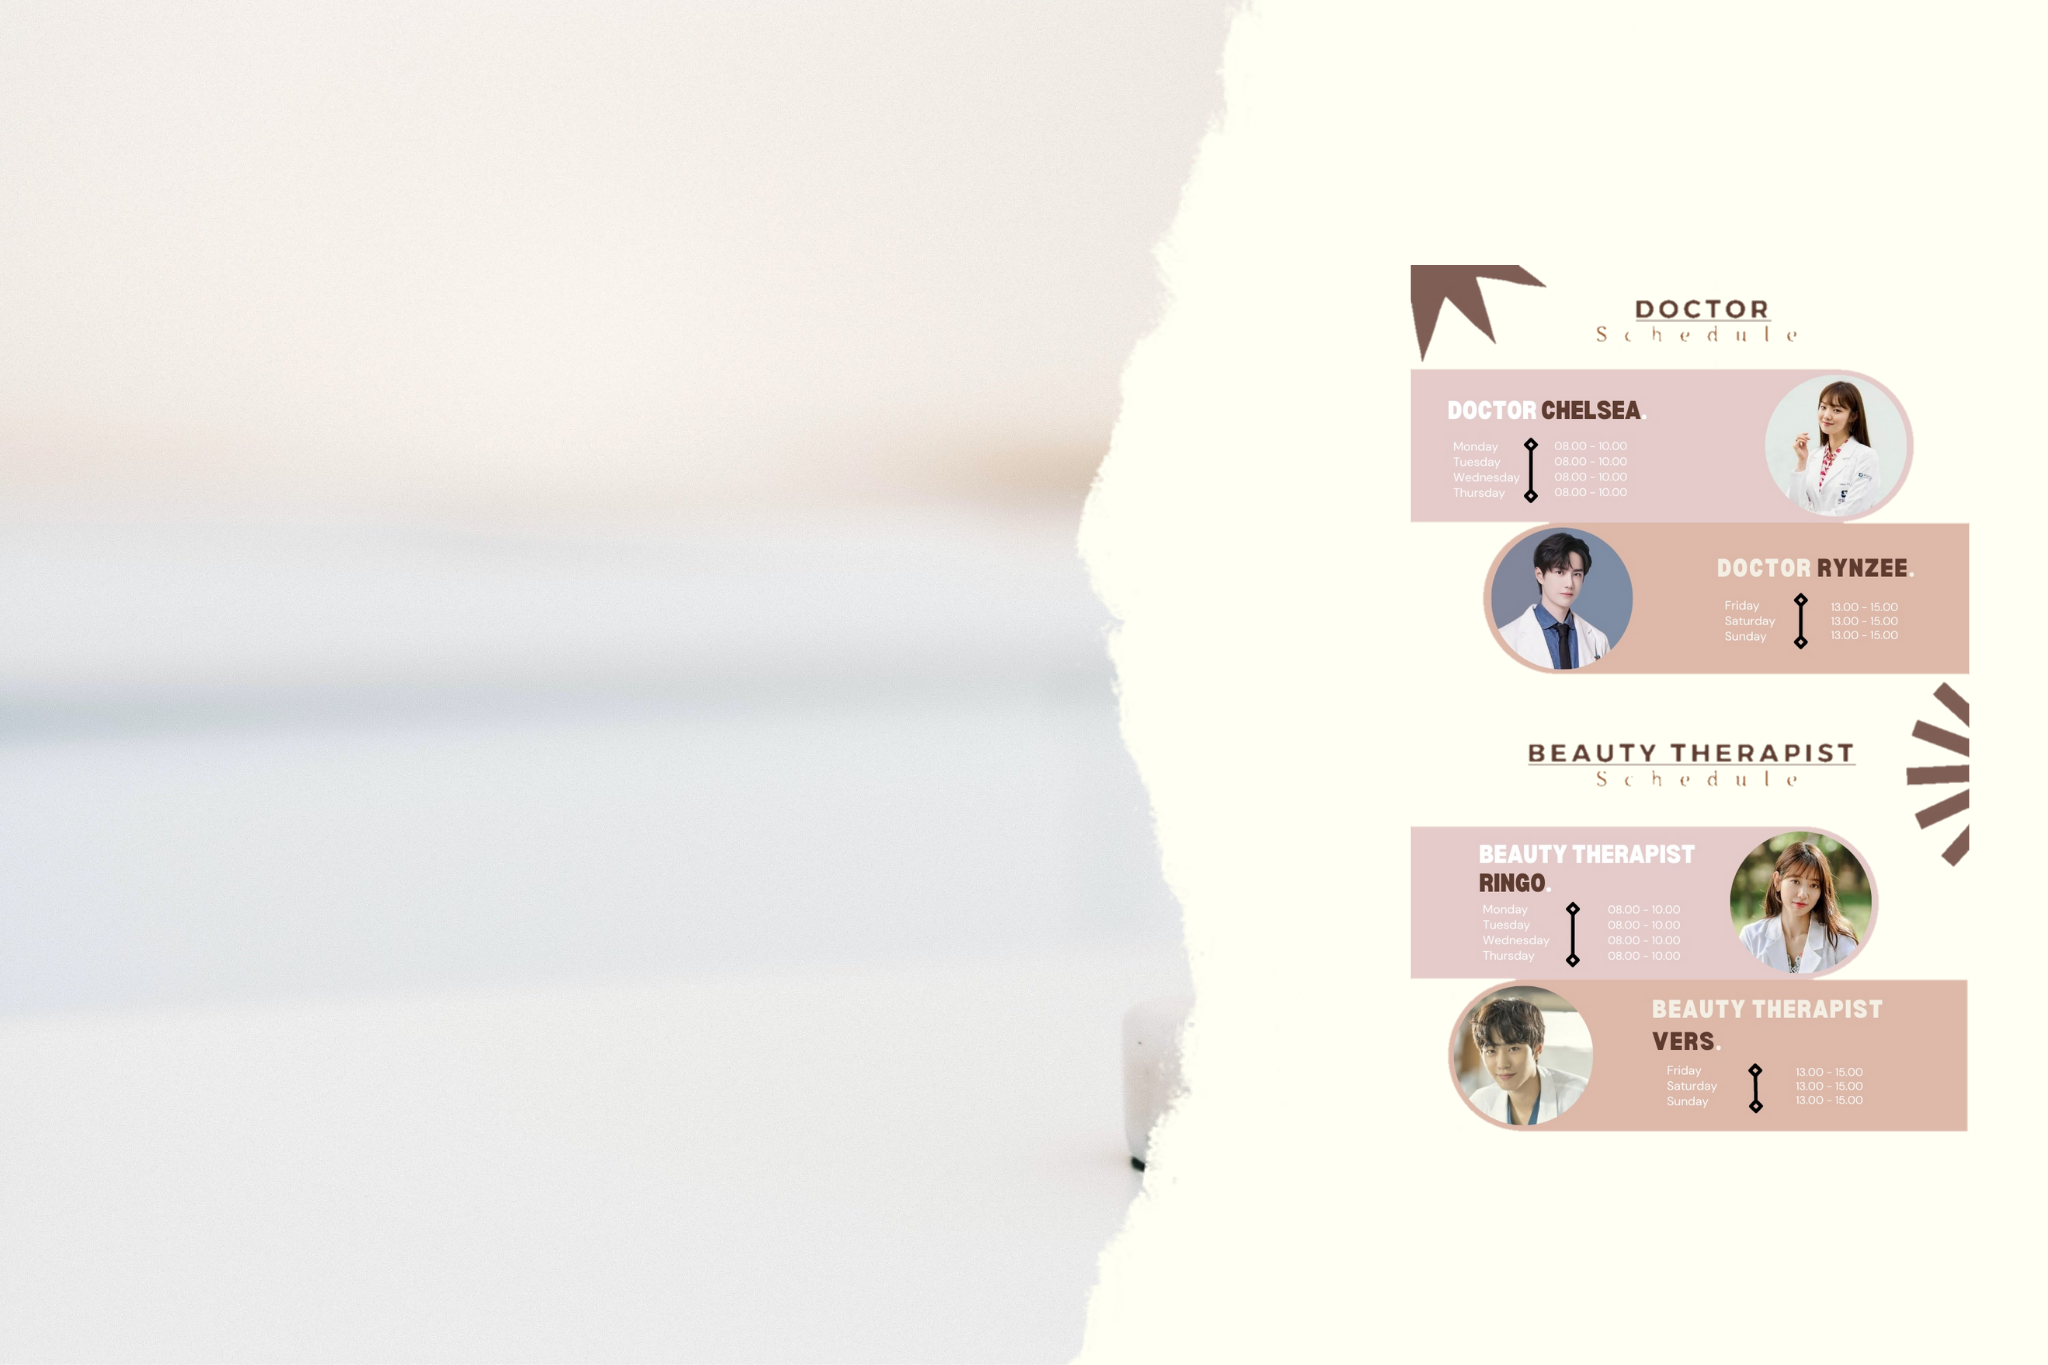 DOCTOR
Schedule
DOCTOR CHELSEA.
Monday 08.00 - 10.00
Tuesday 08.00 - 10.00
Wednesday 08.00 - 10.00
Thursday 08.00 - 10.00
DOCTOR RYNZEE.
Friday 13.00 - 15.00
Saturday 13.00 - 15.00
Sunday 13.00 - 15.00
BEAUTY THERAPIST
Schedule
BEAUTY THERAPIST
RINGO.
Monday 08.00 - 10.00
Tuesday 08.00 - 10.00
Wednesday 08.00 - 10.00
Thursday 08.00 - 10.00
BEAUTY THERAPIST
VERS.
Friday 13.00 - 15.00
Saturday 13.00 - 15.00
Sunday 13.00 - 15.00